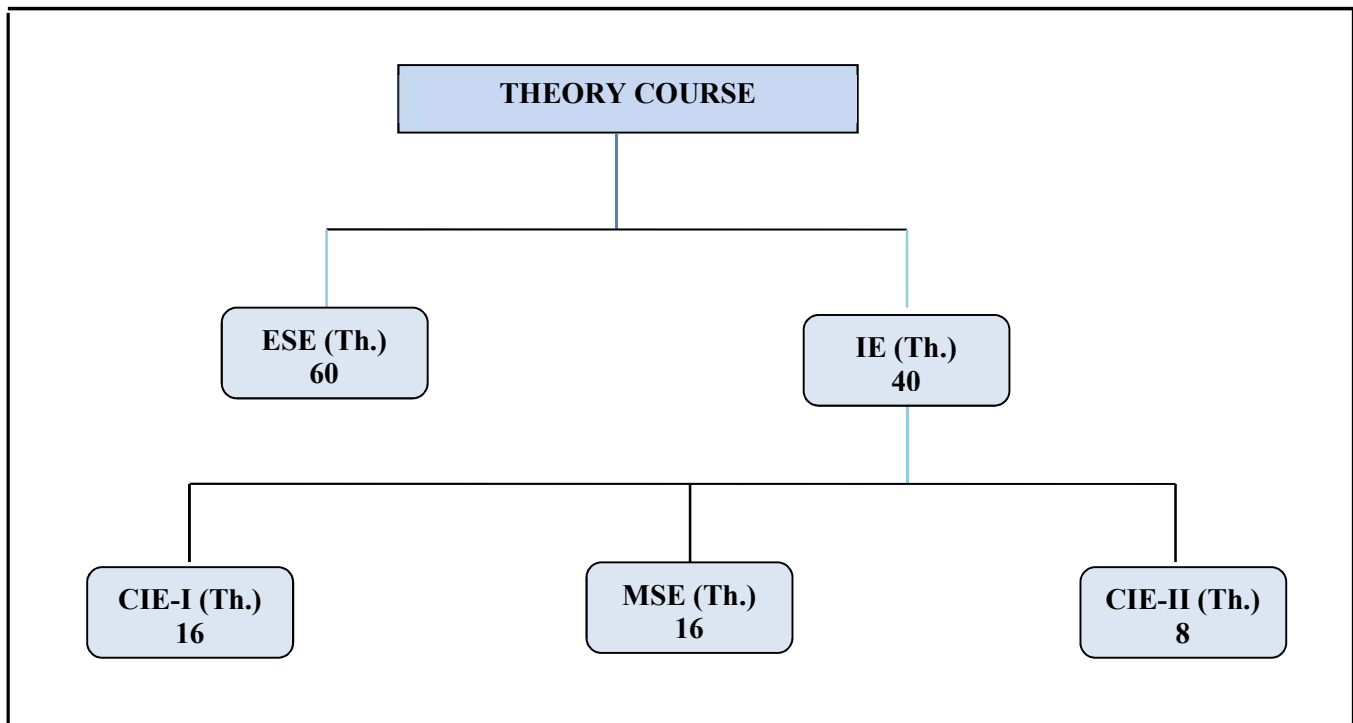 THEORY COURSE
ESE (Th.)
60
IE (Th.)
40
CIE-I (Th.)
16
MSE (Th.)
16
CIE-II (Th.)
8